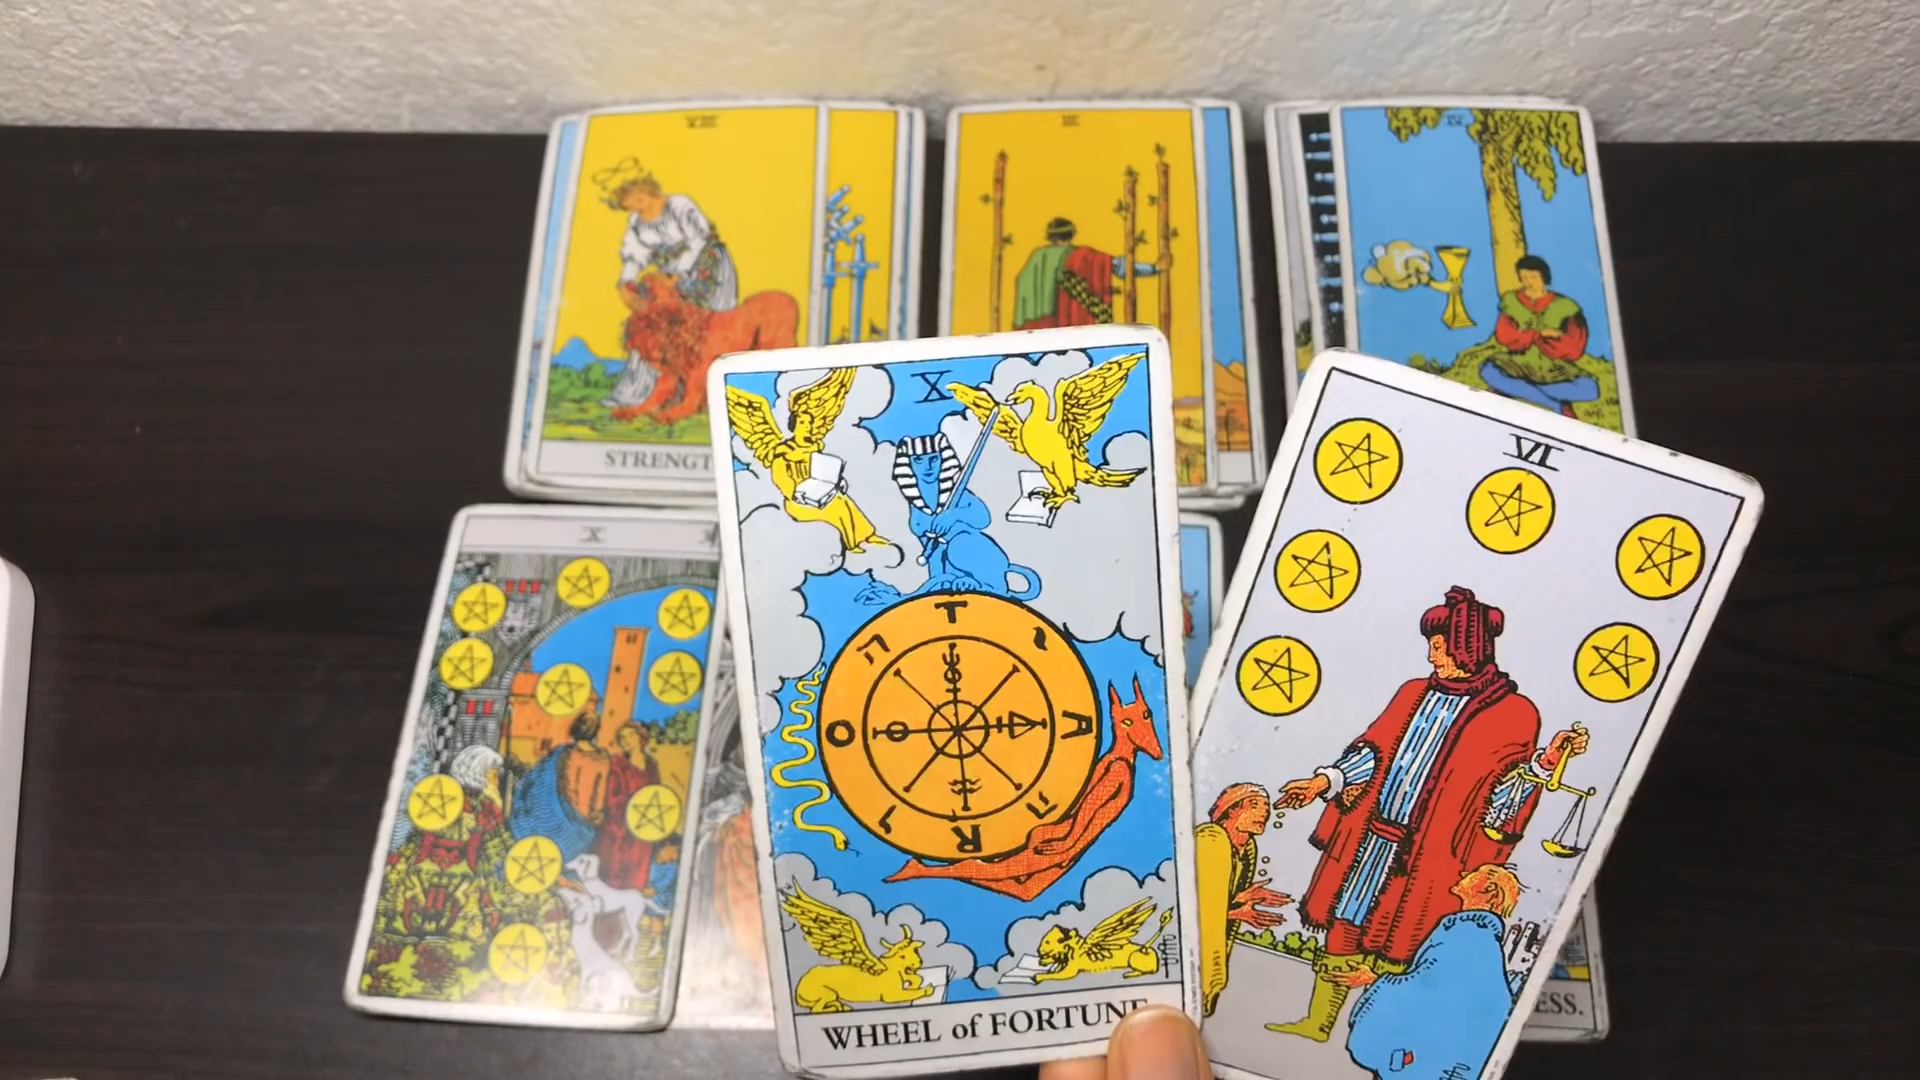 VIII
III
IV
STRENGT
X
VI
X
T
A
R
O
י
ה
ו
ה
WHEEL of FORTUNE
ESS.